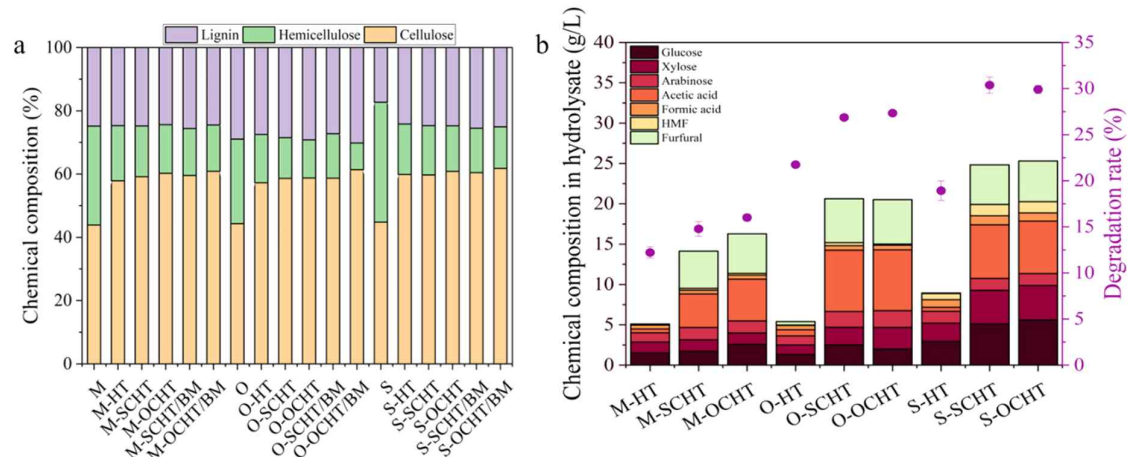 a
Lignin Hemicellulose Cellulose
Chemical composition (%)
100
80
60
40
20
0
M
M-HT
M-SCHT
M-OCHT
M-SCHT/BM
M-OCHT/BM
O
O-HT
O-SCHT
O-OCHT
O-SCHT/BM
O-OCHT/BM
S
S-HT
S-SCHT
S-OCHT
S-SCHT/BM
S-OCHT/BM
b
Chemical composition in hydrolysate (g/L)
40
35
30
25
20
15
10
5
0
Glucose
Xylose
Arabinose
Acetic acid
Formic acid
HMF
Furfural
M-HT
M-SCHT
M-OCHT
O-HT
O-SCHT
O-OCHT
S-HT
S-SCHT
S-OCHT
35
30
25
20
15
10
5
0
Degradation rate (%)